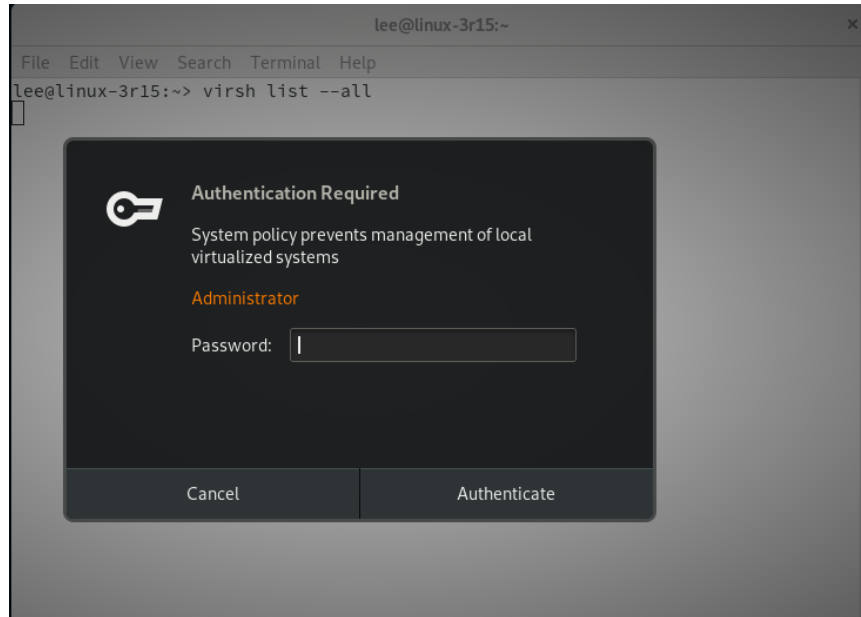 lee@linux-3r15:~
×
File Edit View Search Terminal Help
lee@linux-3r15:~> virsh list --all
Authentication Required
System policy prevents management of local
virtualized systems
Administrator
Password:
Cancel Authenticate